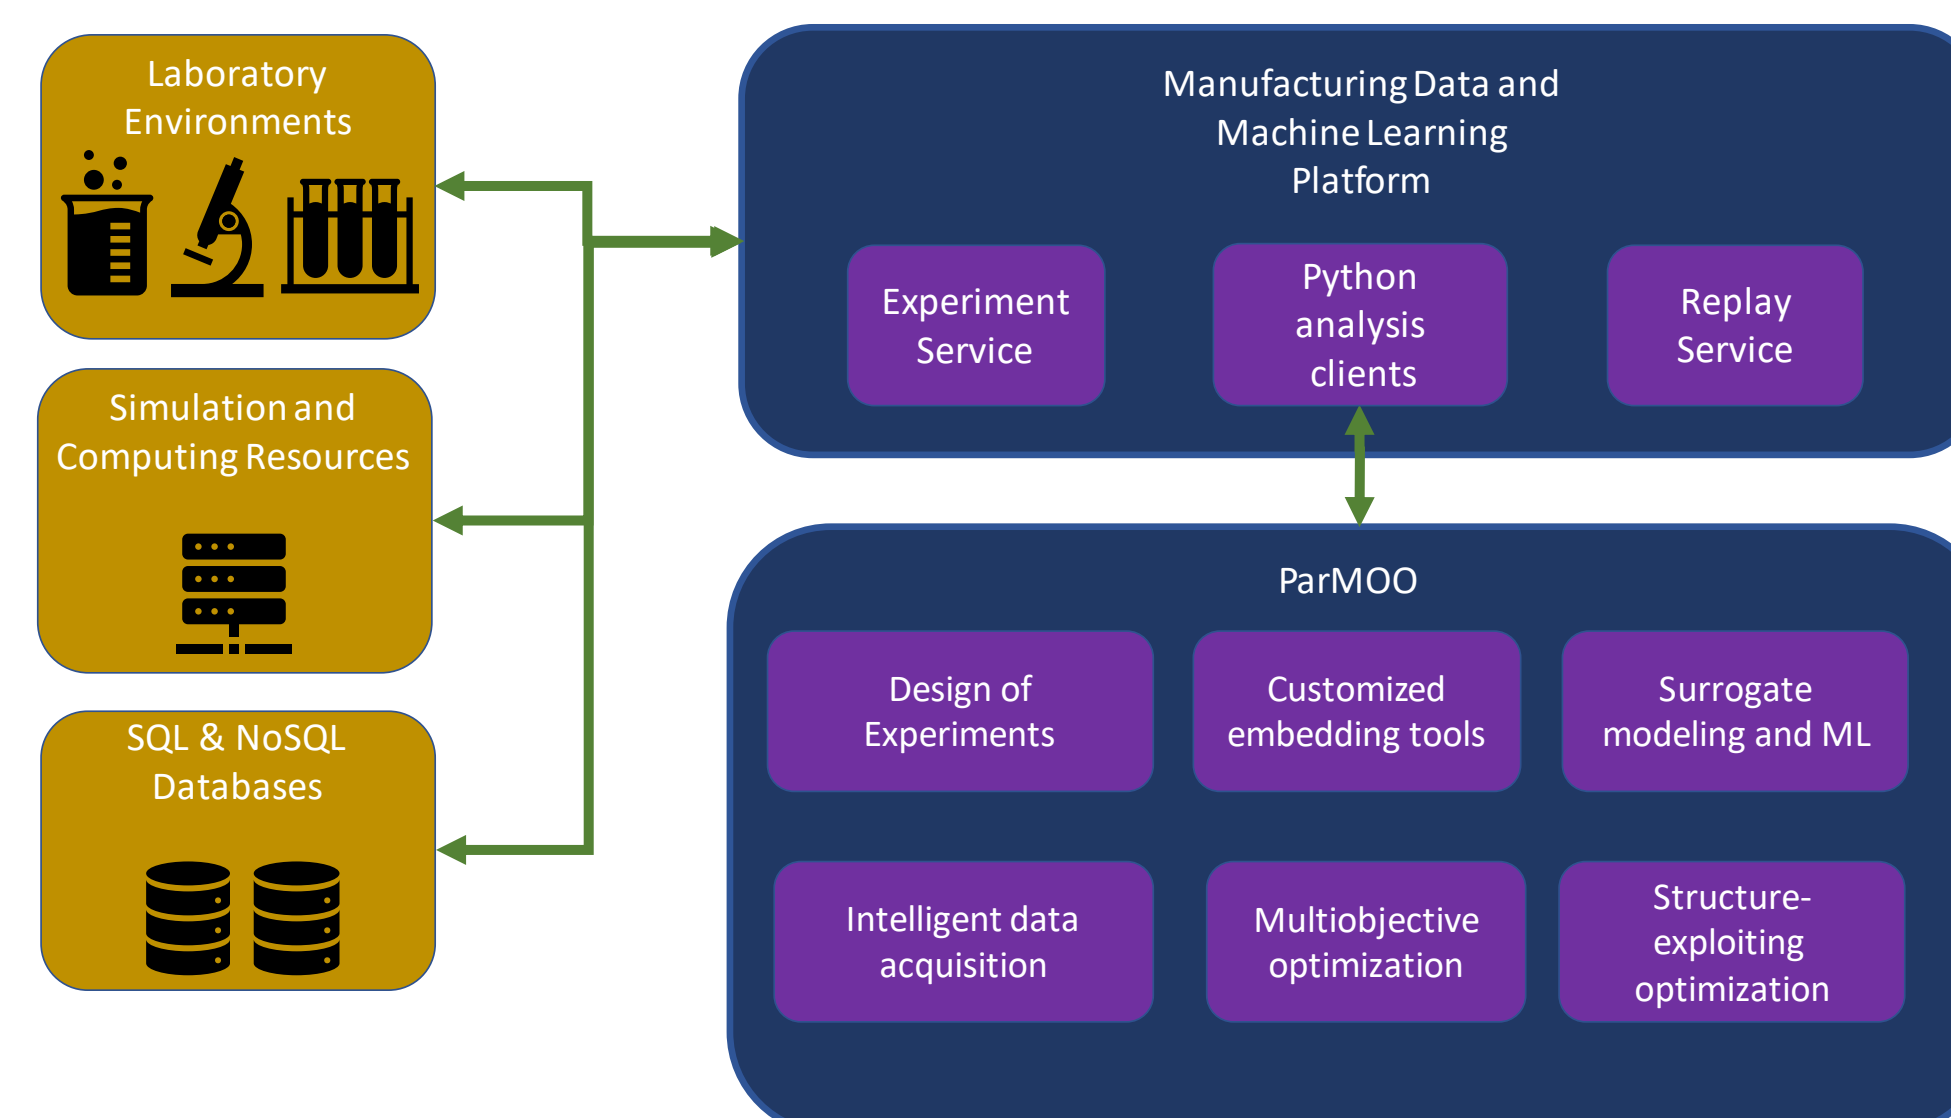 Laboratory
Environments
Simulation and
Computing Resources
SQL & NoSQL
Databases
Manufacturing Data and
Machine Learning
Platform
Experiment
Service
Python
analysis
clients
Replay
Service
ParMOO
Design of
Experiments
Customized
embedding tools
Surrogate
modeling and ML
Intelligent data
acquisition
Multiobjective
optimization
Structure-
exploiting
optimization